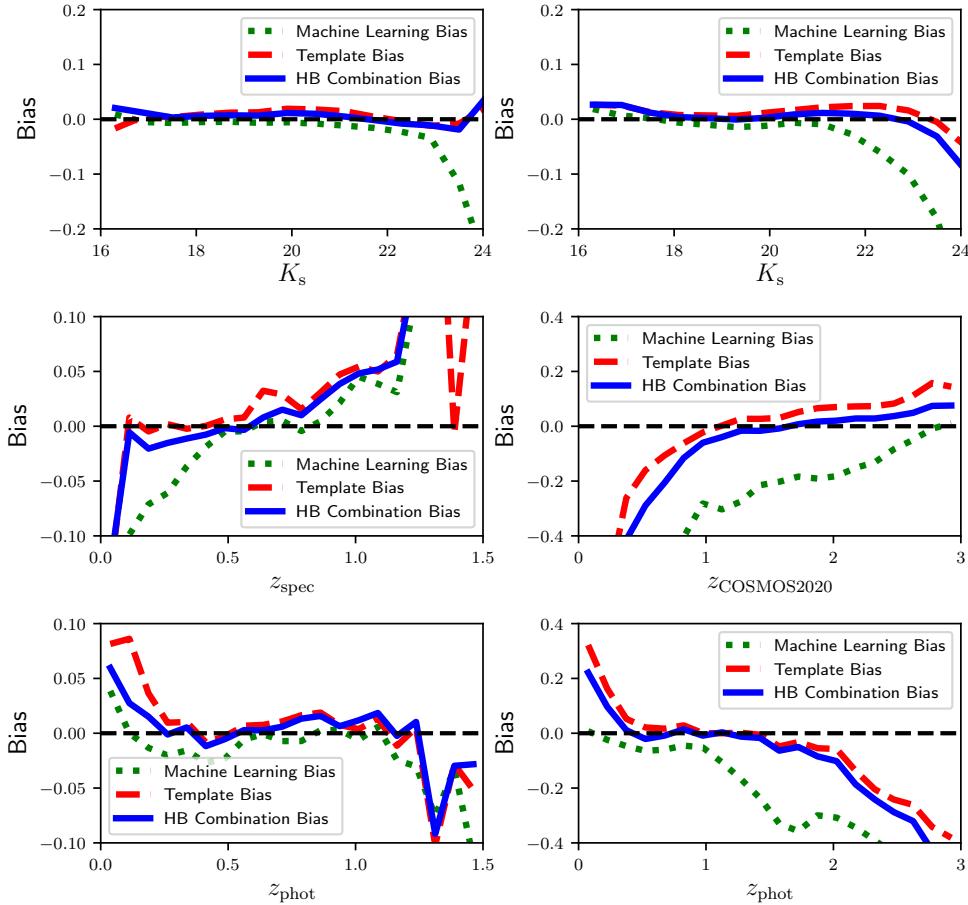 0.2
0.1
0.0
−0.1
−0.2
Bias
16
18
20
22
24
K_s
Machine Learning Bias
Template Bias
HB Combination Bias
0.2
0.1
0.0
−0.1
−0.2
Bias
16
18
20
22
24
K_s
Machine Learning Bias
Template Bias
HB Combination Bias
0.10
0.05
0.00
−0.05
−0.10
Bias
0.0
0.5
1.0
1.5
z_spec
Machine Learning Bias
Template Bias
HB Combination Bias
0.4
0.2
0.0
−0.2
−0.4
Bias
0
1
2
3
z_COSMOS2020
Machine Learning Bias
Template Bias
HB Combination Bias
0.10
0.05
0.00
−0.05
−0.10
Bias
0.0
0.5
1.0
1.5
z_phot
Machine Learning Bias
Template Bias
HB Combination Bias
0.4
0.2
0.0
−0.2
−0.4
Bias
0
1
2
3
z_phot
Machine Learning Bias
Template Bias
HB Combination Bias